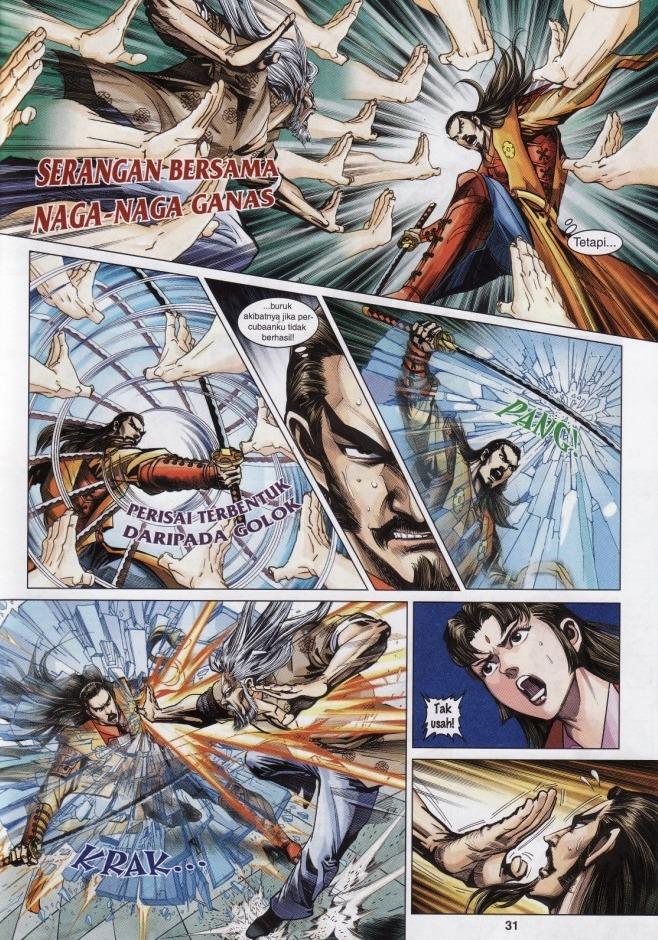 SERANGAN BERSAMA
NAGA-NAGA GANAS
Tetapi...
...buruk
akibatnya jika per-
cubaanku tidak
berhasil!
PERISAI TERBENTUK
DARIPADA GOLOK
PANG!
KRAK...
Tak
usah!
31